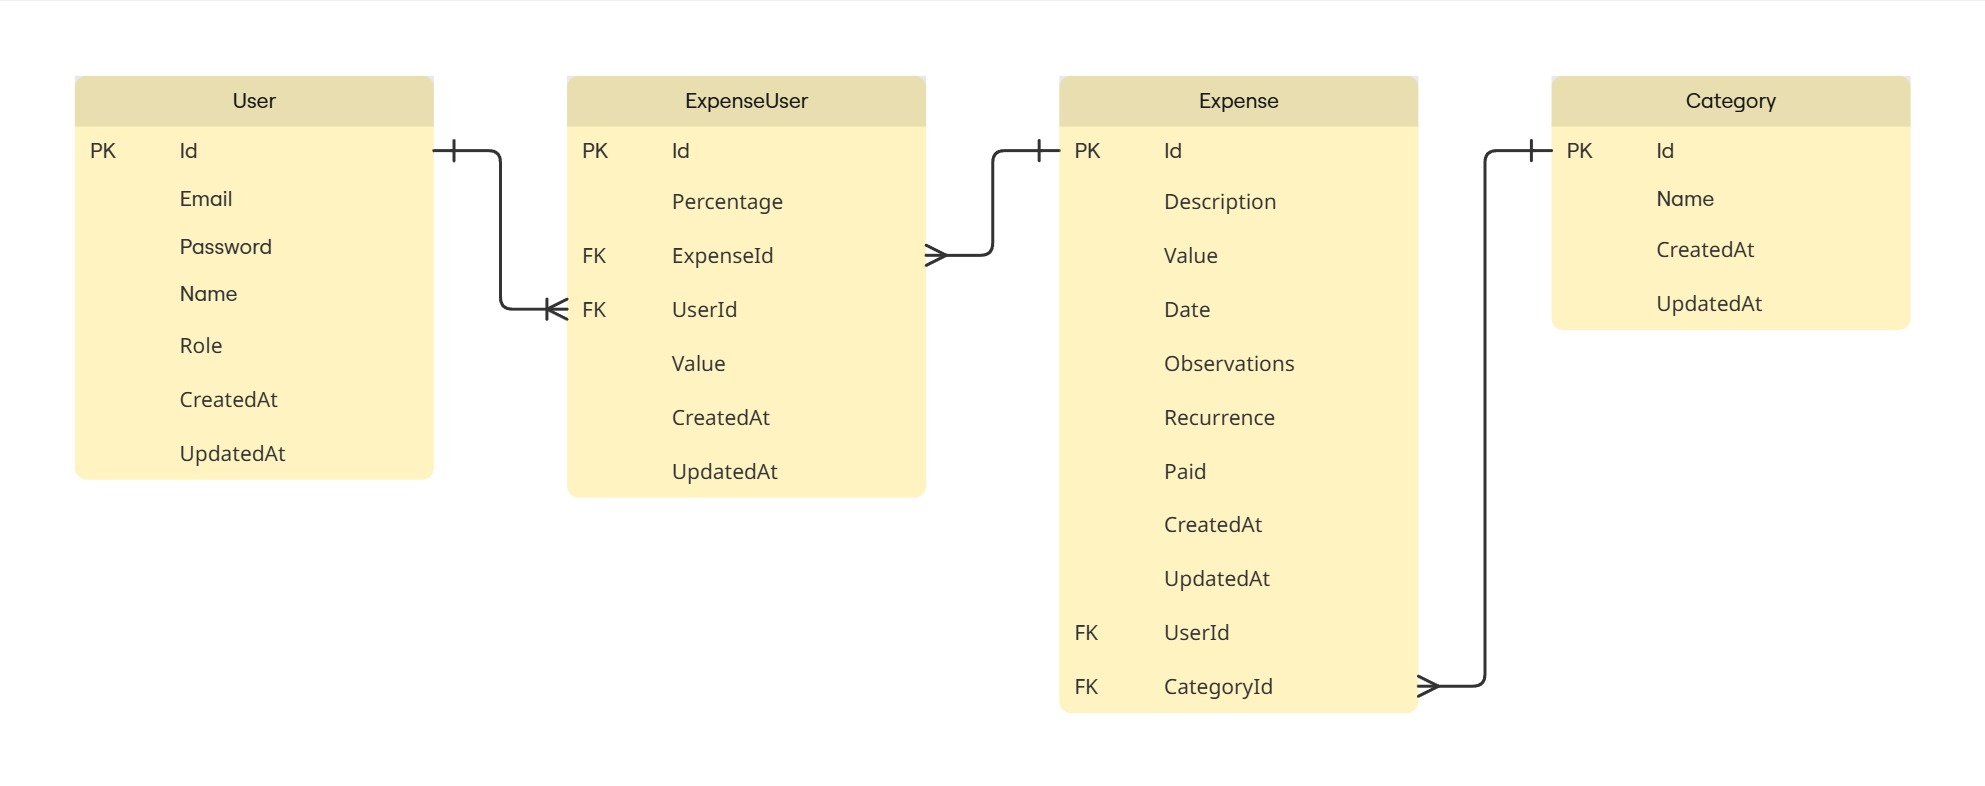 User
PK Id
Email
Password
Name
Role
CreatedAt
UpdatedAt
ExpenseUser
PK Id
Percentage
FK ExpenseId
FK UserId
Value
CreatedAt
UpdatedAt
Expense
PK Id
Description
Value
Date
Observations
Recurrence
Paid
CreatedAt
UpdatedAt
FK UserId
FK CategoryId
Category
PK Id
Name
CreatedAt
UpdatedAt